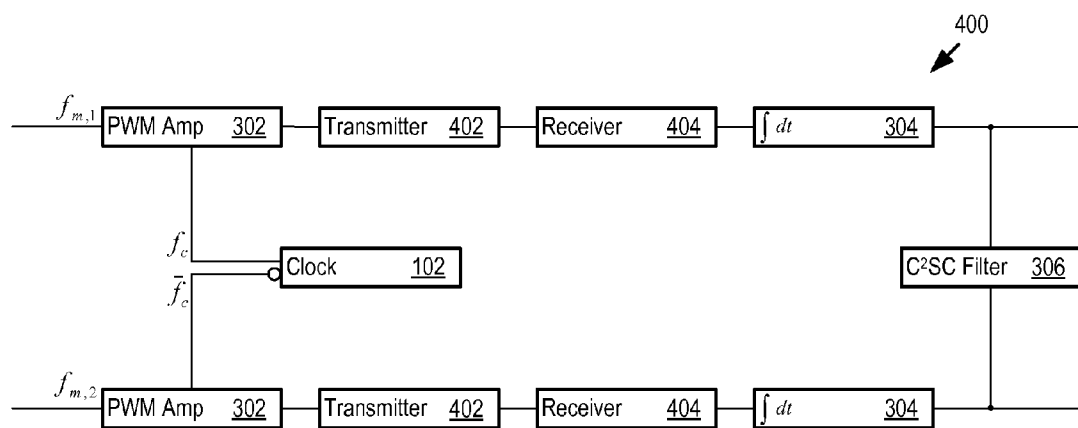 400
f_{m,1}
PWM Amp 302
Transmitter 402
Receiver 404
∫ dt 304
f_c
Clock 102
f̄_c
C²SC Filter 306
f_{m,2}
PWM Amp 302
Transmitter 402
Receiver 404
∫ dt 304